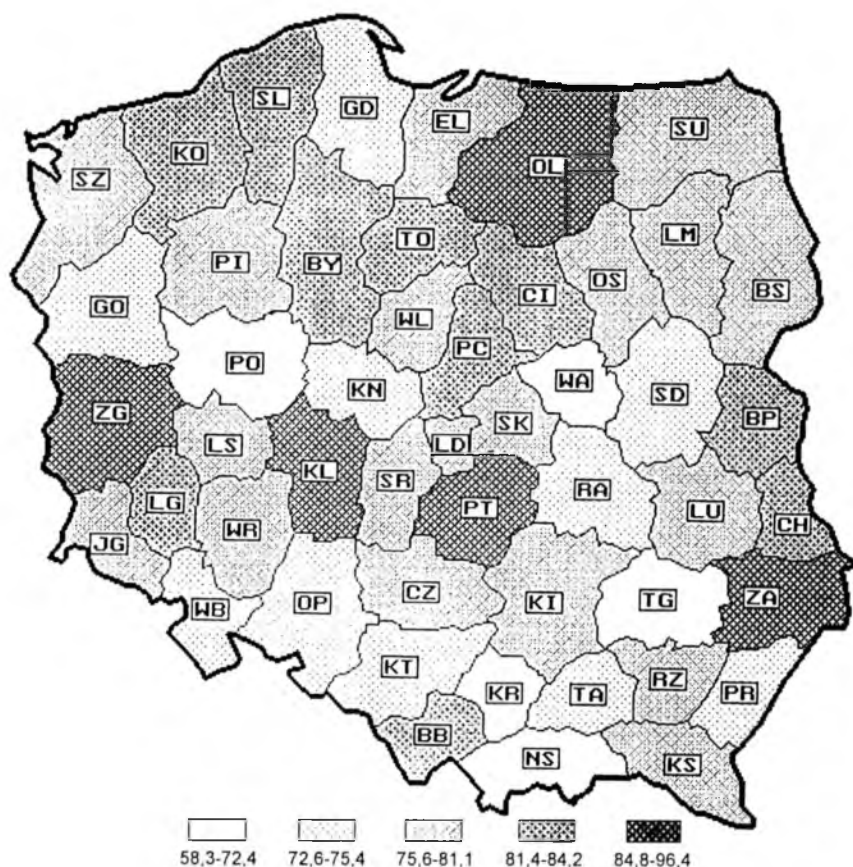 SL
GD
EL
SU
KO
OL
SZ
LM
TO
PI
BY
CI
OS
BS
GO
WL
PC
PO
WA
KN
SD
ZG
BP
LS
SK
LD
KL
SR
RA
LG
PT
LU
CH
WR
JG
CZ
KI
TG
ZA
WB
OP
KT
RZ
KR
TA
PR
BB
NS
KS
58,3-72,4 72,6-75,4 75,6-81,1 81,4-84,2 84,8-96,4